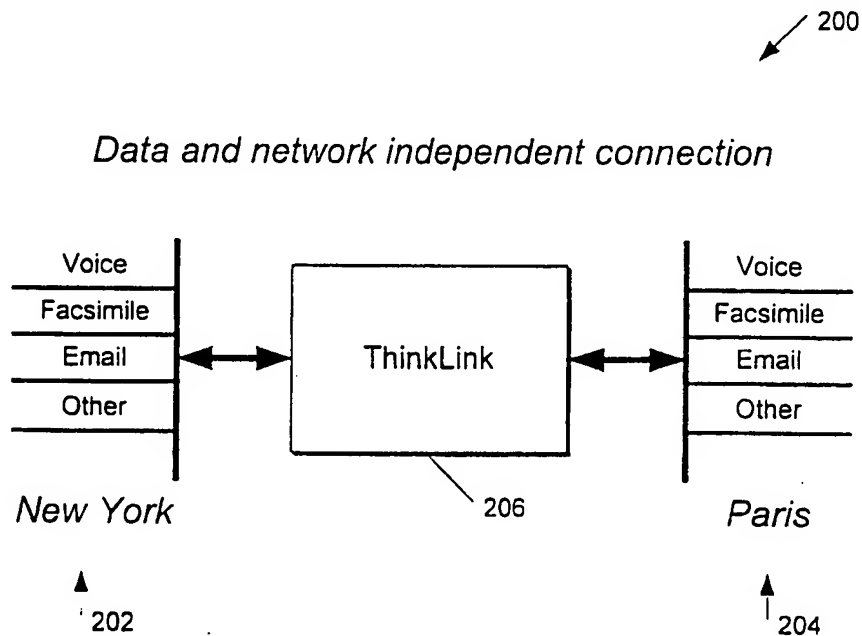 200
Data and network independent connection
Voice
Facsimile
Email
Other
ThinkLink
Voice
Facsimile
Email
Other
New York
206
Paris
202
204